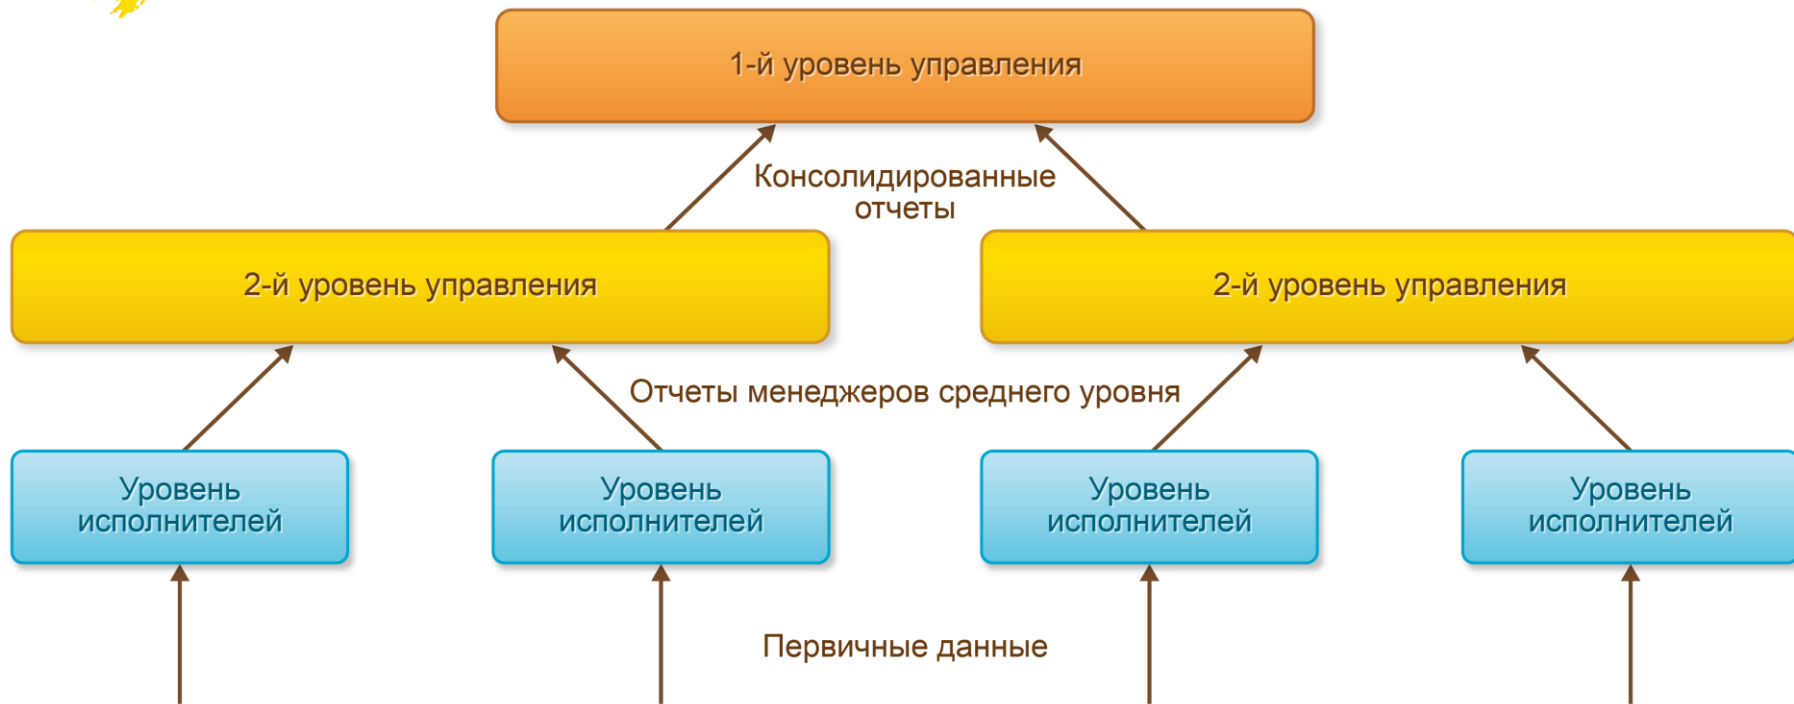 1-й уровень управления
Консолидированные
отчеты
2-й уровень управления
2-й уровень управления
Отчеты менеджеров среднего уровня
Уровень
исполнителей
Уровень
исполнителей
Уровень
исполнителей
Уровень
исполнителей
Первичные данные